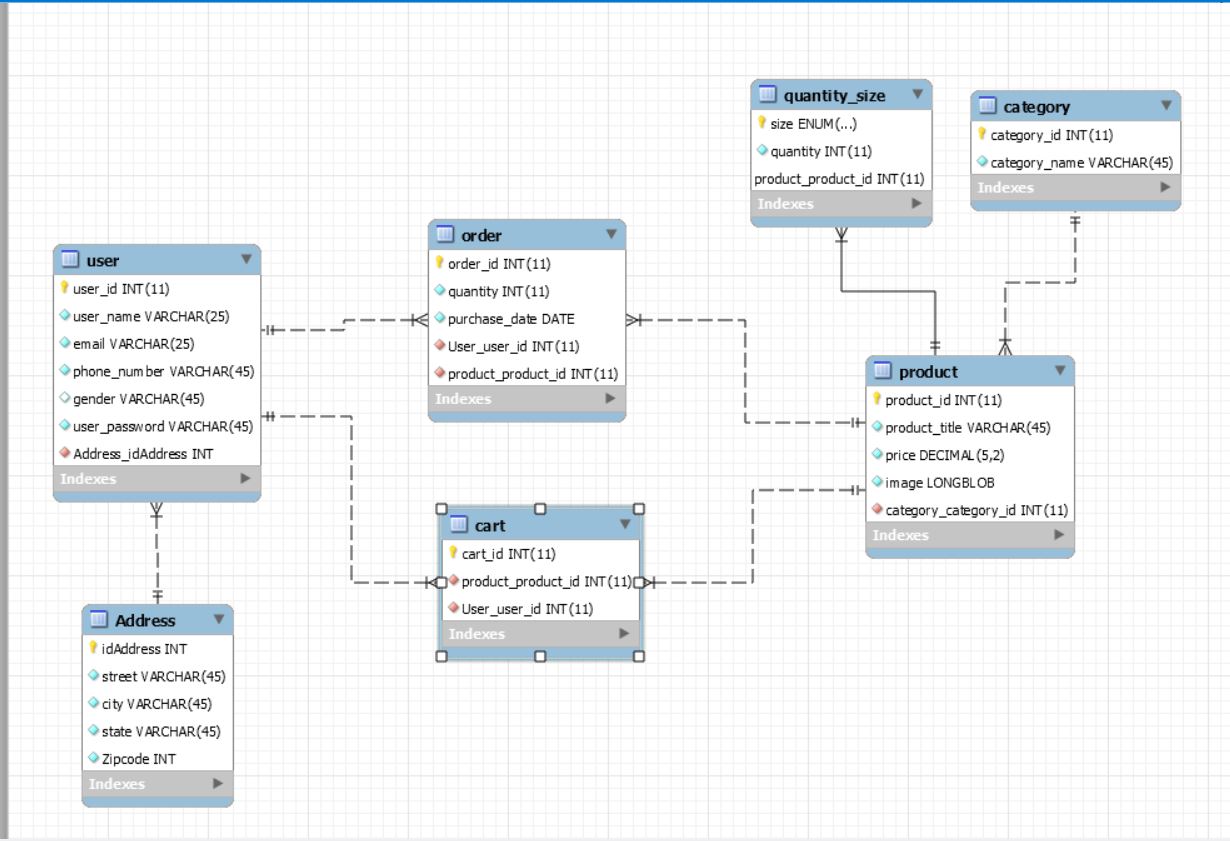 quantity_size
size ENUM(...)
quantity INT(11)
product_product_id INT(11)
Indexes
category
category_id INT(11)
category_name VARCHAR(45)
Indexes
user
user_id INT(11)
user_name VARCHAR(25)
email VARCHAR(25)
phone_number VARCHAR(45)
gender VARCHAR(45)
user_password VARCHAR(45)
Address_idAddress INT
Indexes
order
order_id INT(11)
quantity INT(11)
purchase_date DATE
User_user_id INT(11)
product_product_id INT(11)
Indexes
product
product_id INT(11)
product_title VARCHAR(45)
price DECIMAL(5,2)
image LONGBLOB
category_category_id INT(11)
Indexes
cart
cart_id INT(11)
product_product_id INT(11)
User_user_id INT(11)
Indexes
Address
idAddress INT
street VARCHAR(45)
city VARCHAR(45)
state VARCHAR(45)
Zipcode INT
Indexes